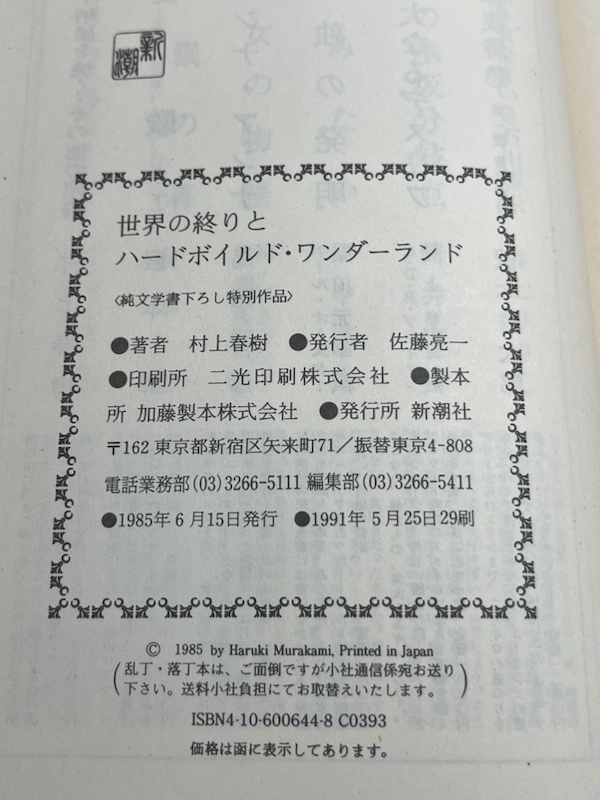 新潮
世界の終りと
ハードボイルド・ワンダーランド
〈純文学書下ろし特別作品〉
●著者 村上春樹 ●発行者 佐藤亮一
●印刷所 二光印刷株式会社 ●製本
所 加藤製本株式会社 ●発行所 新潮社
〒162 東京都新宿区矢来町71／振替東京4-808
電話業務部(03)3266-5111 編集部(03)3266-5411
●1985年6月15日発行 ●1991年5月25日29刷
© 1985 by Haruki Murakami, Printed in Japan
(乱丁・落丁本は、ご面倒ですが小社通信係宛お送り
下さい。送料小社負担にてお取替えいたします。)
ISBN4-10-600644-8 C0393
価格は函に表示してあります。